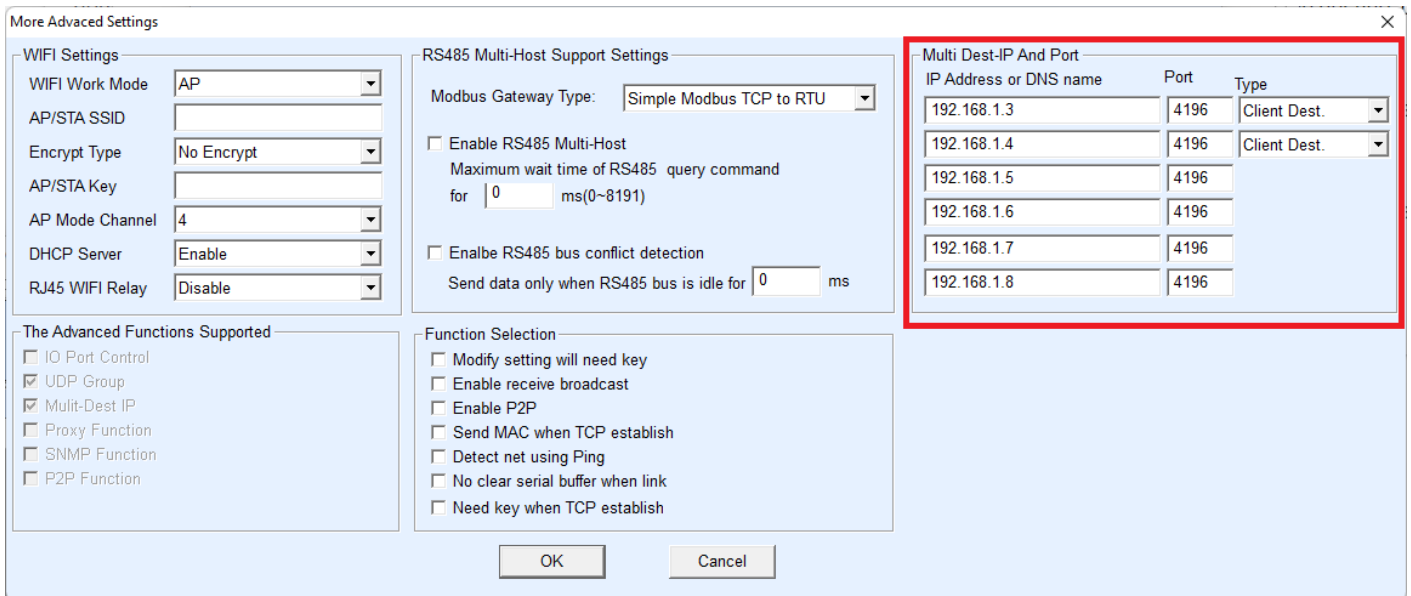 More Advaced Settings
WIFI Settings
WIFI Work Mode AP
AP/STA SSID
Encrypt Type No Encrypt
AP/STA Key
AP Mode Channel 4
DHCP Server Enable
RJ45 WIFI Relay Disable
RS485 Multi-Host Support Settings
Modbus Gateway Type: Simple Modbus TCP to RTU
Enable RS485 Multi-Host
Maximum wait time of RS485 query command
for 0 ms(0~8191)
Enalbe RS485 bus conflict detection
Send data only when RS485 bus is idle for 0 ms
Multi Dest-IP And Port
IP Address or DNS name Port Type
192.168.1.3 4196 Client Dest.
192.168.1.4 4196 Client Dest.
192.168.1.5 4196
192.168.1.6 4196
192.168.1.7 4196
192.168.1.8 4196
The Advanced Functions Supported
IO Port Control
UDP Group
Mulit-Dest IP
Proxy Function
SNMP Function
P2P Function
Function Selection
Modify setting will need key
Enable receive broadcast
Enable P2P
Send MAC when TCP establish
Detect net using Ping
No clear serial buffer when link
Need key when TCP establish
OK Cancel